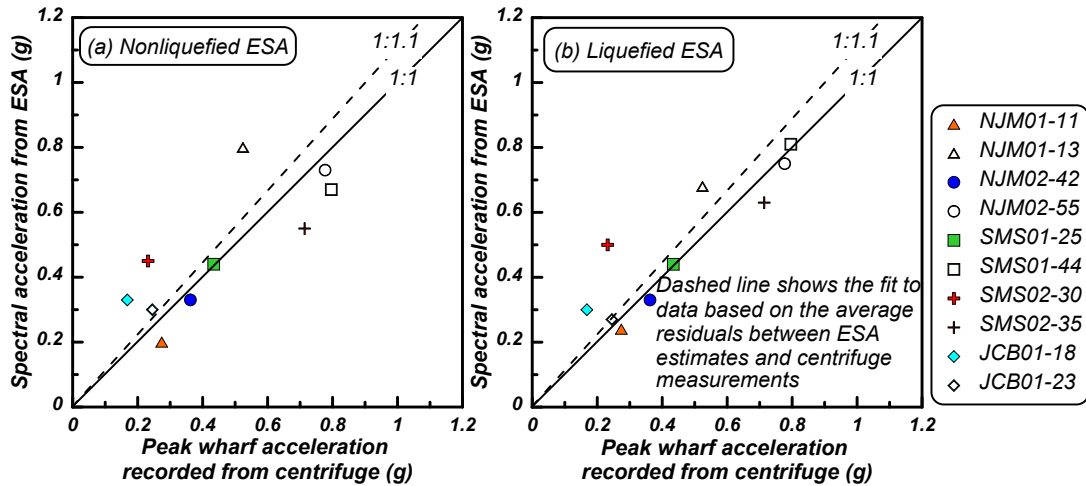 (a) Nonliquefied ESA
1:1.1
1:1
Spectral acceleration from ESA (g)
1.2
1
0.8
0.6
0.4
0.2
0
0 0.2 0.4 0.6 0.8 1 1.2
Peak wharf acceleration
recorded from centrifuge (g)
(b) Liquefied ESA
1:1.1
1:1
Spectral acceleration from ESA (g)
1.2
1
0.8
0.6
0.4
0.2
0
Dashed line shows the fit to
data based on the average
residuals between ESA
estimates and centrifuge
measurements
0 0.2 0.4 0.6 0.8 1 1.2
Peak wharf acceleration
recorded from centrifuge (g)
NJM01-11
NJM01-13
NJM02-42
NJM02-55
SMS01-25
SMS01-44
SMS02-30
SMS02-35
JCB01-18
JCB01-23